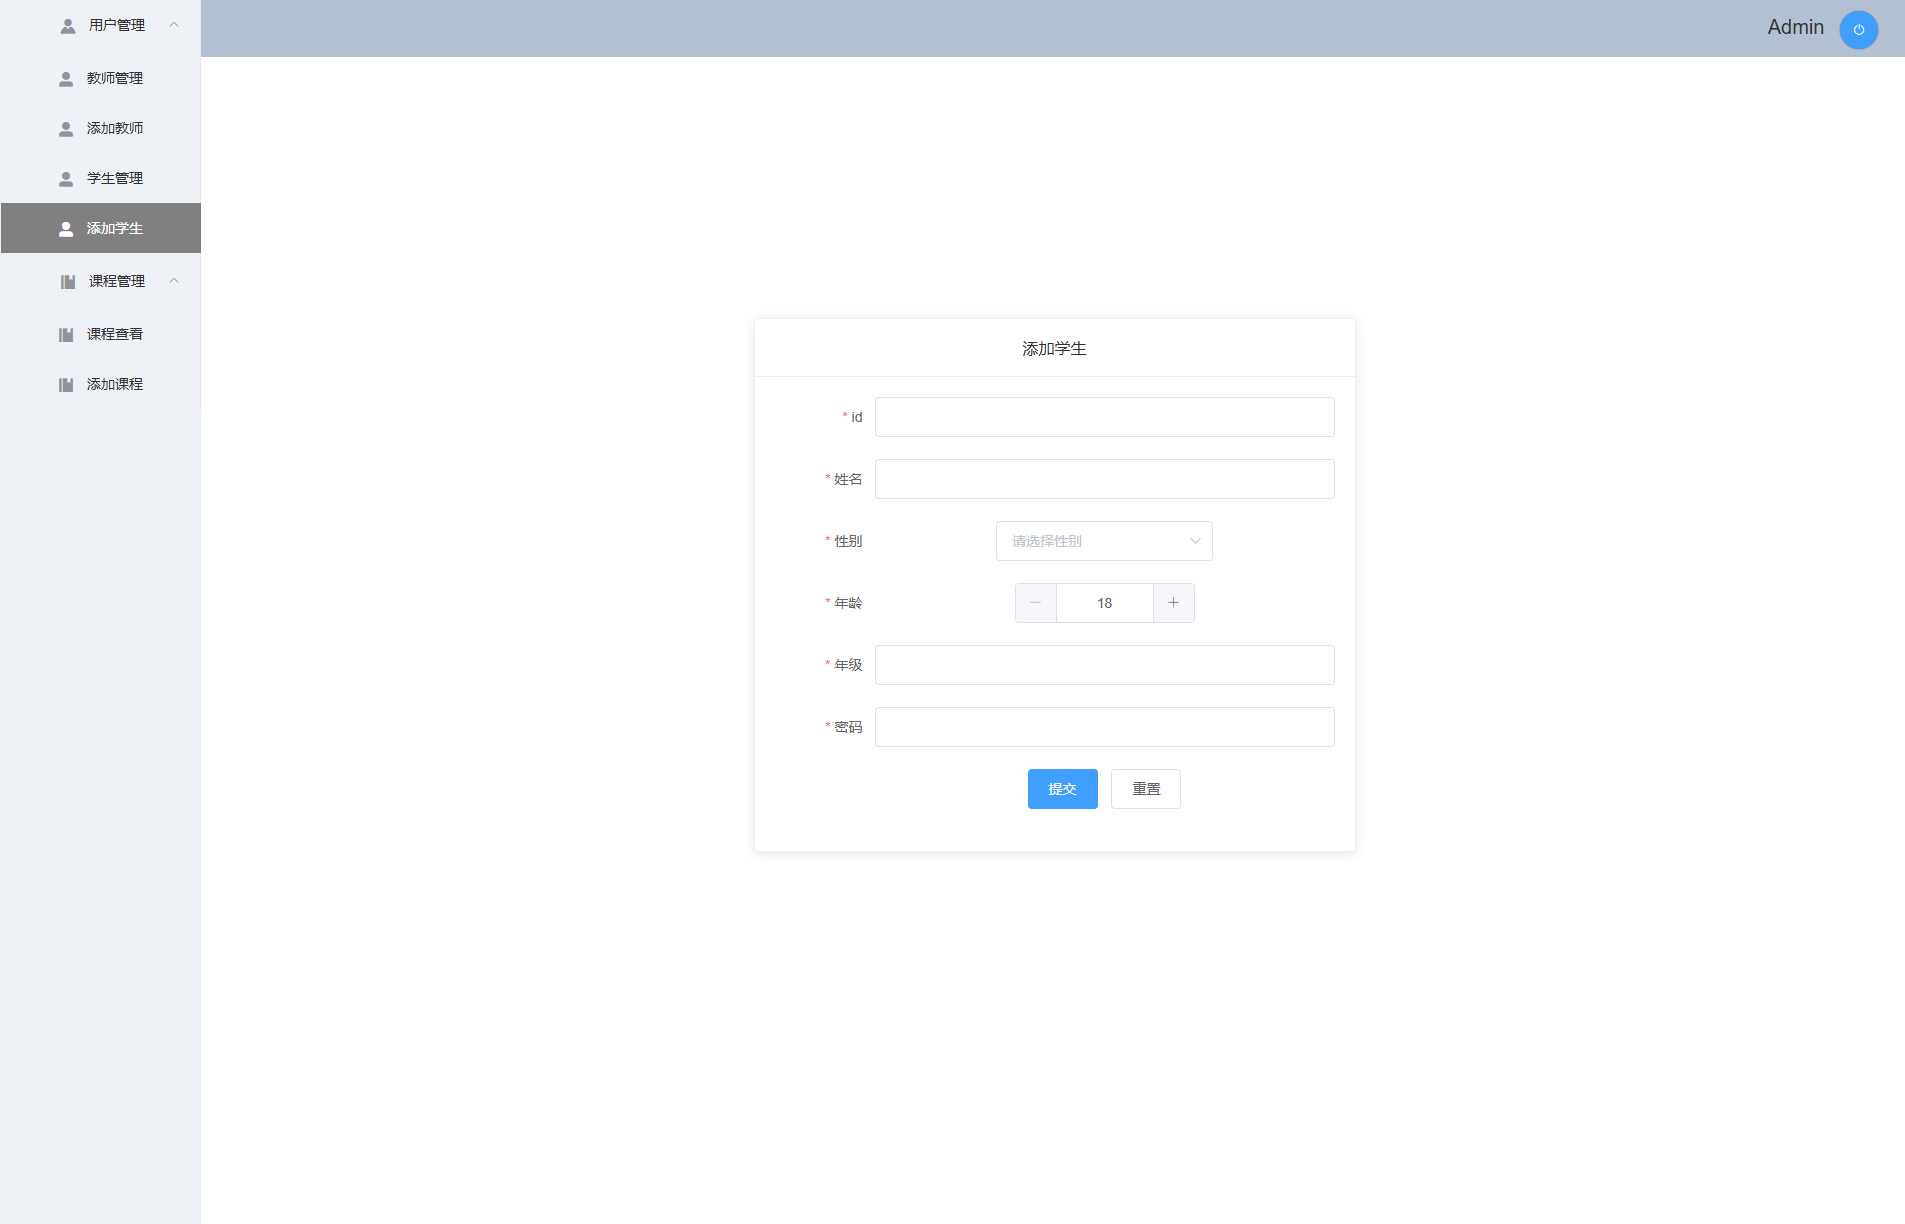 用户管理
教师管理
添加教师
学生管理
添加学生
课程管理
课程查看
添加课程
Admin
添加学生
* id
* 姓名
* 性别 请选择性别
* 年龄 18
* 年级
* 密码
提交 重置